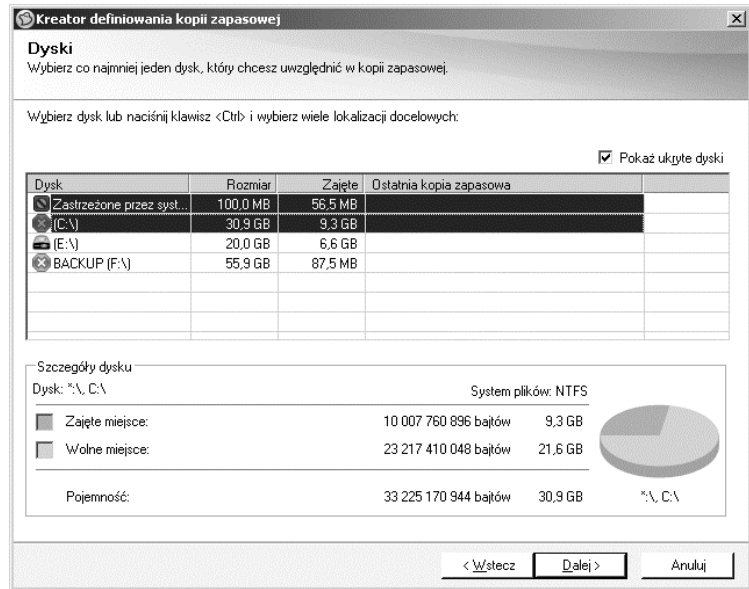 Kreator definiowania kopii zapasowej
Dyski
Wybierz co najmniej jeden dysk, który chcesz uwzględnić w kopii zapasowej.
Wybierz dysk lub naciśnij klawisz <Ctrl> i wybierz wiele lokalizacji docelowych:
Pokaż ukryte dyski
Dysk Rozmiar Zajęte Ostatnia kopia zapasowa
Zastrzeżone przez syst... 100,0 MB 56,5 MB
(C:\) 30,9 GB 9,3 GB
(E:\) 20,0 GB 6,6 GB
BACKUP (F:\) 55,9 GB 87,5 MB
Szczegóły dysku
Dysk: *:\, C:\ System plików: NTFS
Zajęte miejsce: 10 007 760 896 bajtów 9,3 GB
Wolne miejsce: 23 217 410 048 bajtów 21,6 GB
Pojemność: 33 225 170 944 bajtów 30,9 GB *:\, C:\
< Wstecz Dalej > Anuluj